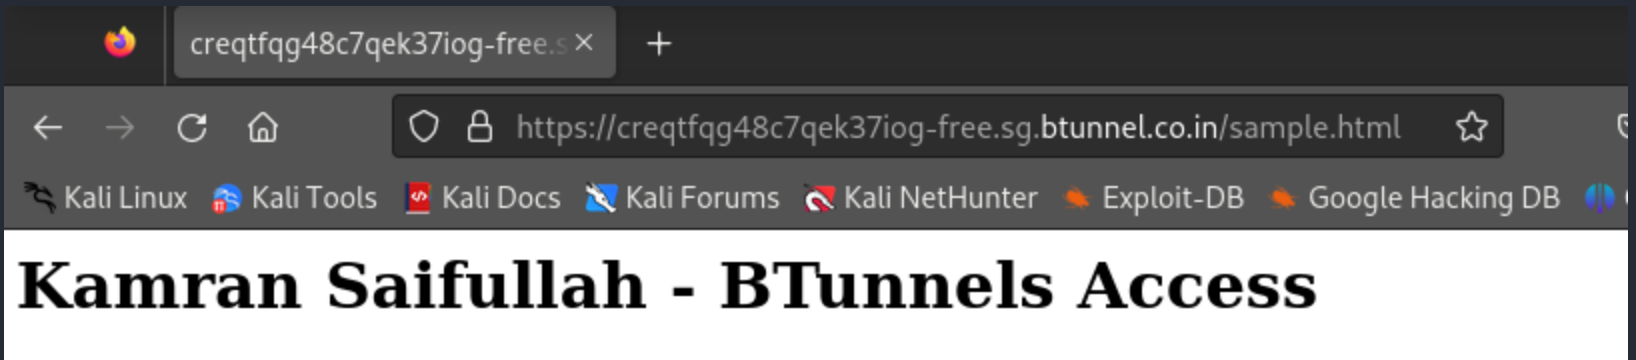 creqtfqg48c7qek37iog-free.s
https://creqtfqg48c7qek37iog-free.sg.btunnel.co.in/sample.html
Kali Linux Kali Tools Kali Docs Kali Forums Kali NetHunter Exploit-DB Google Hacking DB
Kamran Saifullah - BTunnels Access